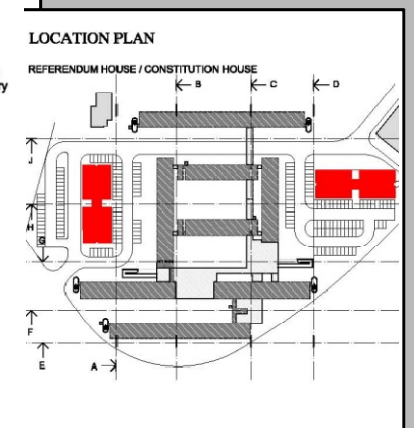 LOCATION PLAN
REFERENDUM HOUSE / CONSTITUTION HOUSE
B
C
D
J
H
G
F
E
A